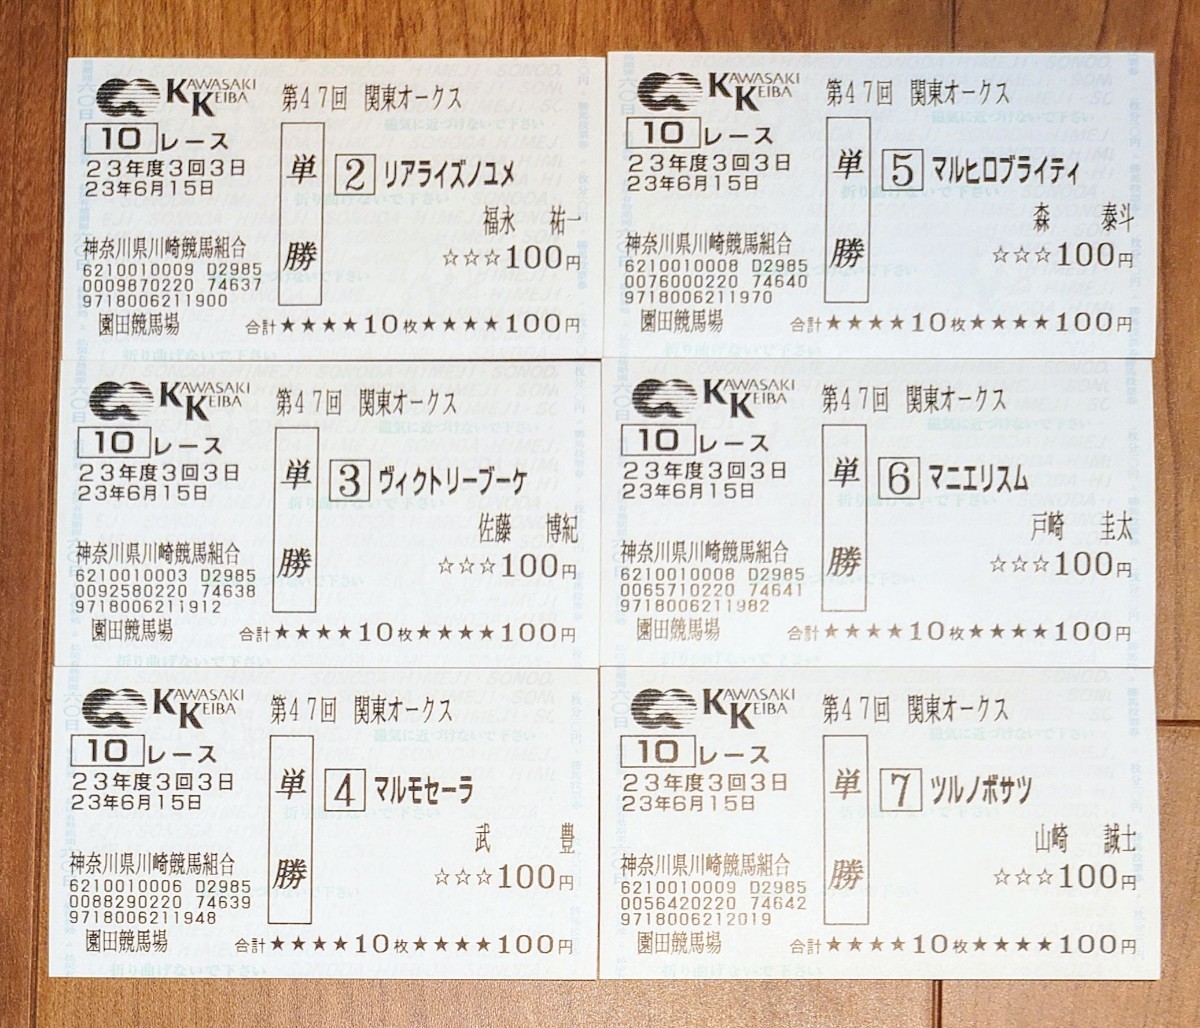 KAWASAKI KEIBA 第47回 関東オークス
10 レース
23年度3回3日
23年6月15日
単勝
2 リアライズノユメ
福永 祐一
☆☆☆100円
神奈川県川崎競馬組合
6210010009 D2985
0009870220 74637
9718006211900
園田競馬場 合計★★★★10枚★★★★100円
KAWASAKI KEIBA 第47回 関東オークス
10 レース
23年度3回3日
23年6月15日
単勝
5 マルヒロブライティ
森 泰斗
☆☆☆100円
神奈川県川崎競馬組合
6210010008 D2985
0076000220 74640
9718006211970
園田競馬場 合計★★★★10枚★★★★100円
KAWASAKI KEIBA 第47回 関東オークス
10 レース
23年度3回3日
23年6月15日
単勝
3 ヴィクトリーブーケ
佐藤 博紀
☆☆☆100円
神奈川県川崎競馬組合
6210010003 D2985
0092580220 74638
9718006211912
園田競馬場 合計★★★★10枚★★★★100円
KAWASAKI KEIBA 第47回 関東オークス
10 レース
23年度3回3日
23年6月15日
単勝
6 マニエリスム
戸崎 圭太
☆☆☆100円
神奈川県川崎競馬組合
6210010008 D2985
0065710220 74641
9718006211982
園田競馬場 合計★★★★10枚★★★★100円
KAWASAKI KEIBA 第47回 関東オークス
10 レース
23年度3回3日
23年6月15日
単勝
4 マルモセーラ
武 豊
☆☆☆100円
神奈川県川崎競馬組合
6210010006 D2985
0088290220 74639
9718006211948
園田競馬場 合計★★★★10枚★★★★100円
KAWASAKI KEIBA 第47回 関東オークス
10 レース
23年度3回3日
23年6月15日
単勝
7 ツルノボサツ
山崎 誠士
☆☆☆100円
神奈川県川崎競馬組合
6210010009 D2985
0056420220 74642
9718006212019
園田競馬場 合計★★★★10枚★★★★100円